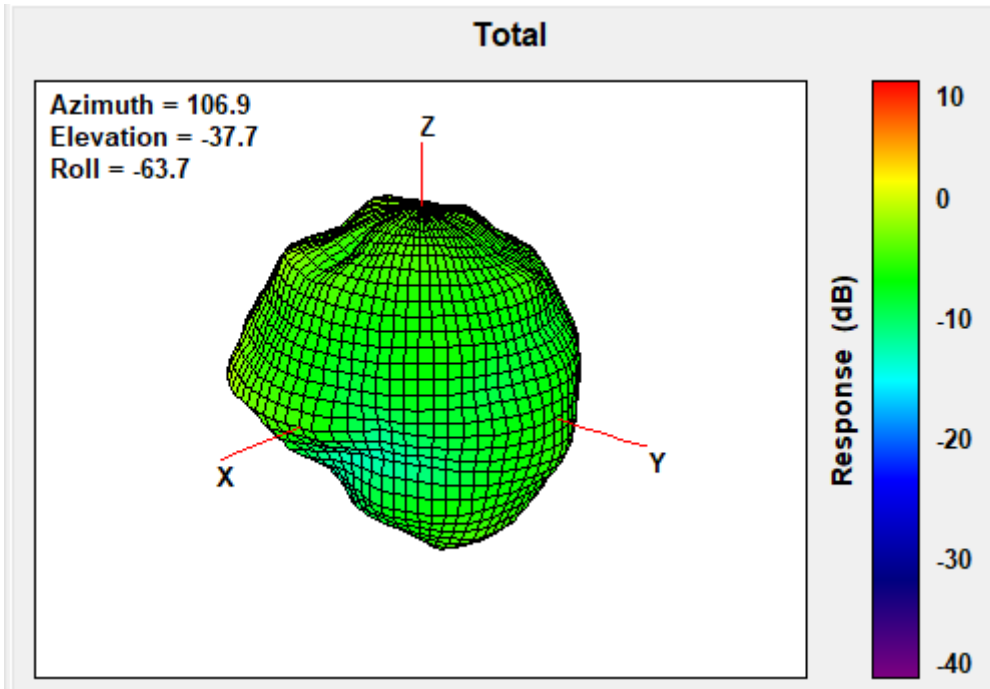 Total
Azimuth = 106.9
Elevation = -37.7
Roll = -63.7
Z
X
Y
Response (dB)
10
0
-10
-20
-30
-40